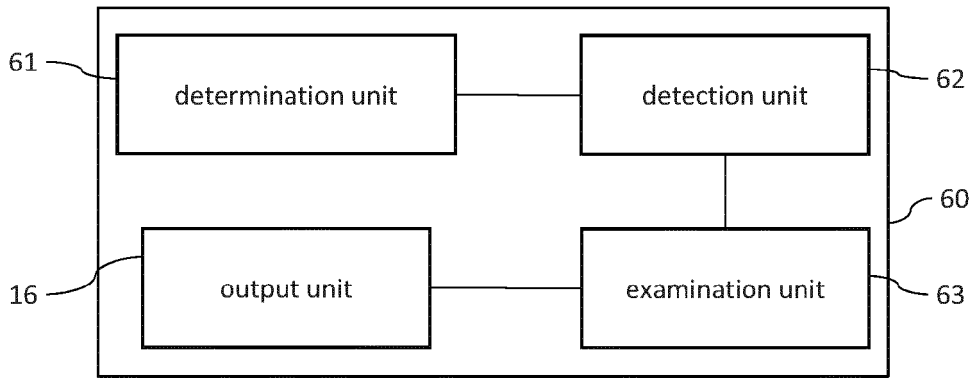 61
determination unit
detection unit
62
60
16
output unit
examination unit
63